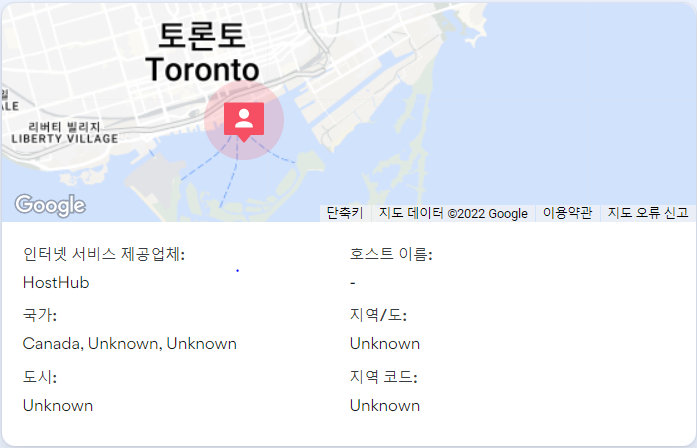 토론토
Toronto
일
ALE
리버티 빌리지
LIBERTY VILLAGE
Google
단축키
지도 데이터 ©2022 Google
이용약관
지도 오류 신고
인터넷 서비스 제공업체:
호스트 이름:
HostHub
-
국가:
지역/도:
Canada, Unknown, Unknown
Unknown
도시:
지역 코드:
Unknown
Unknown